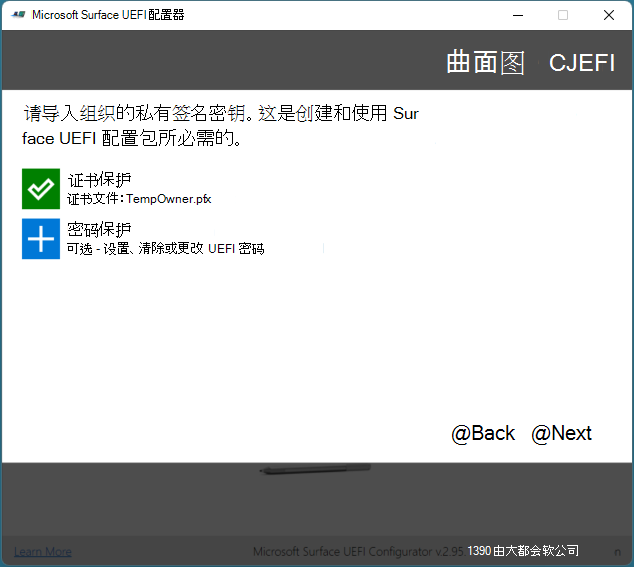 Microsoft Surface UEFI 配置器
曲面图 CJEFI
请导入组织的私有签名密钥。这是创建和使用 Sur
face UEFI 配置包所必需的。
证书保护
证书文件：TempOwner.pfx
密码保护
可选 - 设置、清除或更改 UEFI 密码
@Back @Next
Learn More
Microsoft Surface UEFI Configurator v.2.95.1390由大都会软公司 n